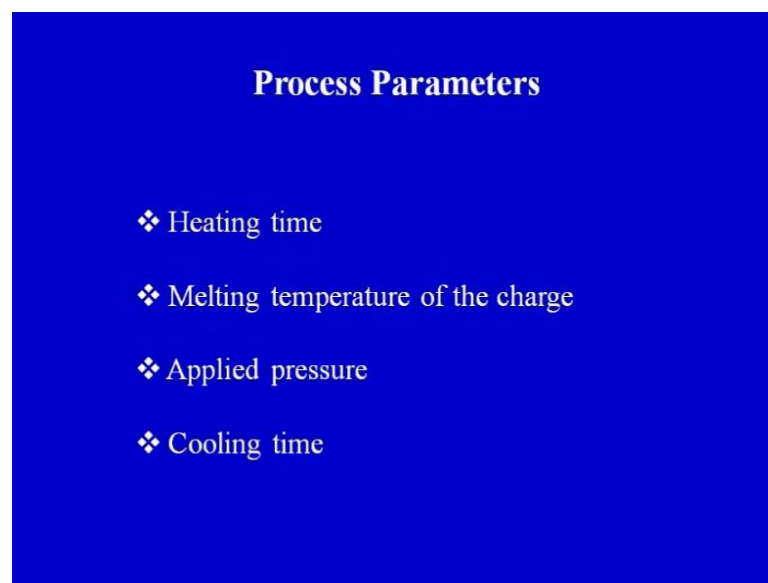 Process Parameters
❖ Heating time
❖ Melting temperature of the charge
❖ Applied pressure
❖ Cooling time